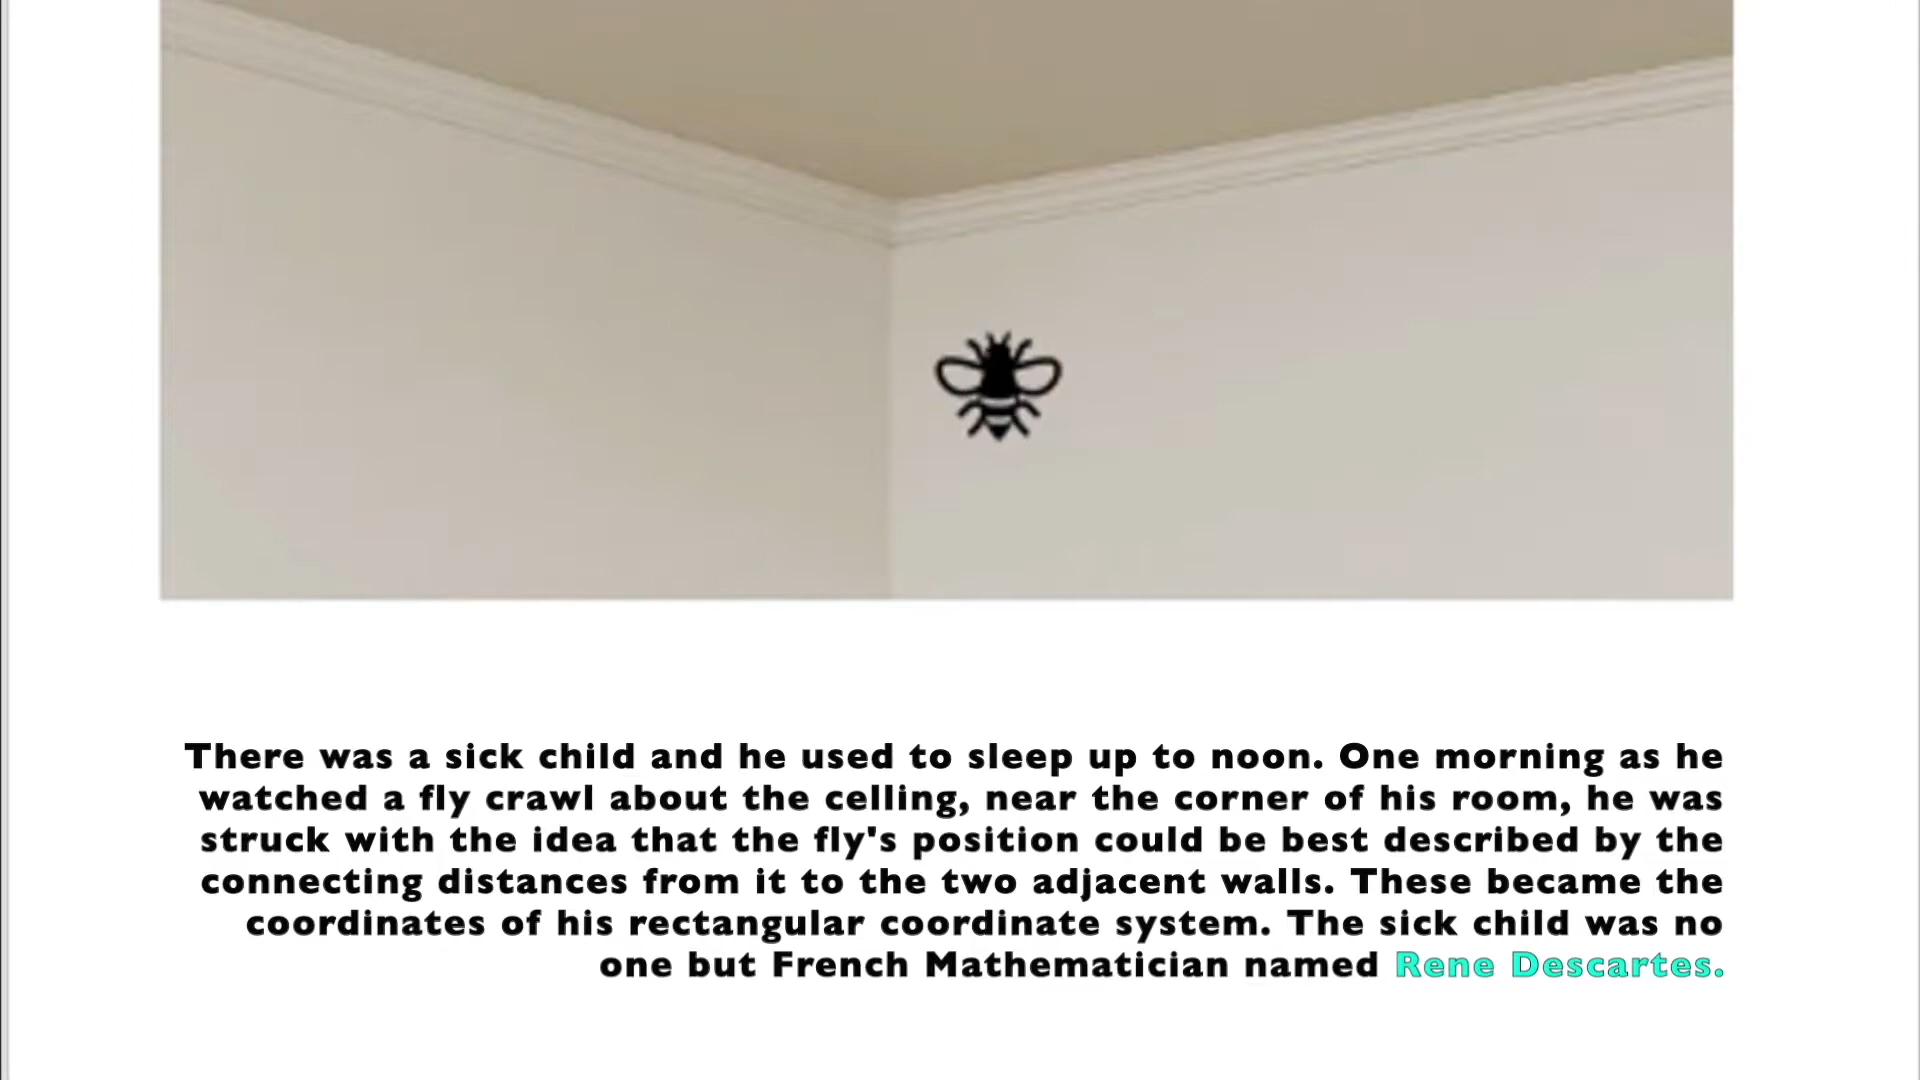 There was a sick child and he used to sleep up to noon. One morning as he
watched a fly crawl about the celling, near the corner of his room, he was
struck with the idea that the fly's position could be best described by the
connecting distances from it to the two adjacent walls. These became the
coordinates of his rectangular coordinate system. The sick child was no
one but French Mathematician named Rene Descartes.